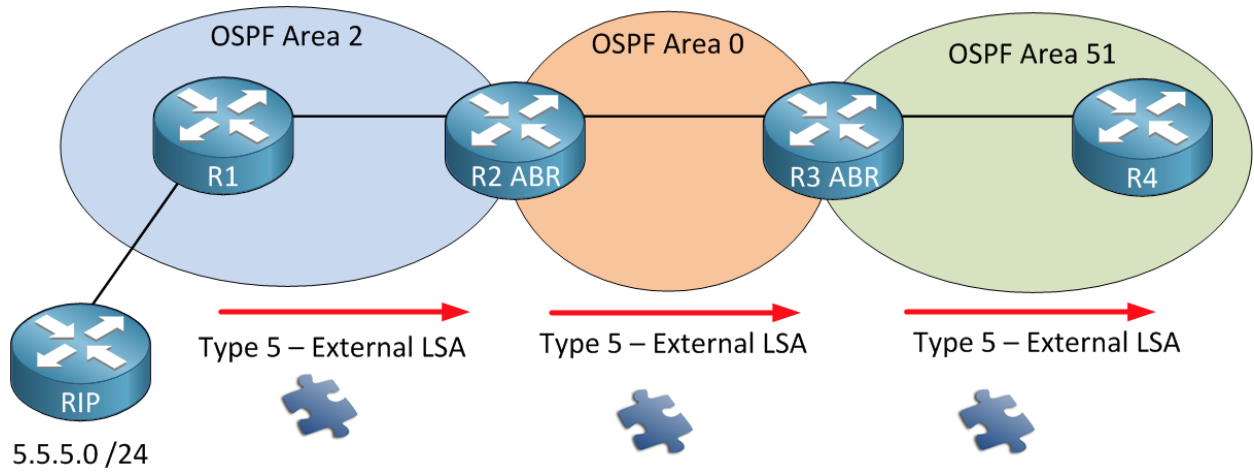 OSPF Area 2
OSPF Area 0
OSPF Area 51
R1
R2 ABR
R3 ABR
R4
Type 5 – External LSA
Type 5 – External LSA
Type 5 – External LSA
RIP
5.5.5.0 /24